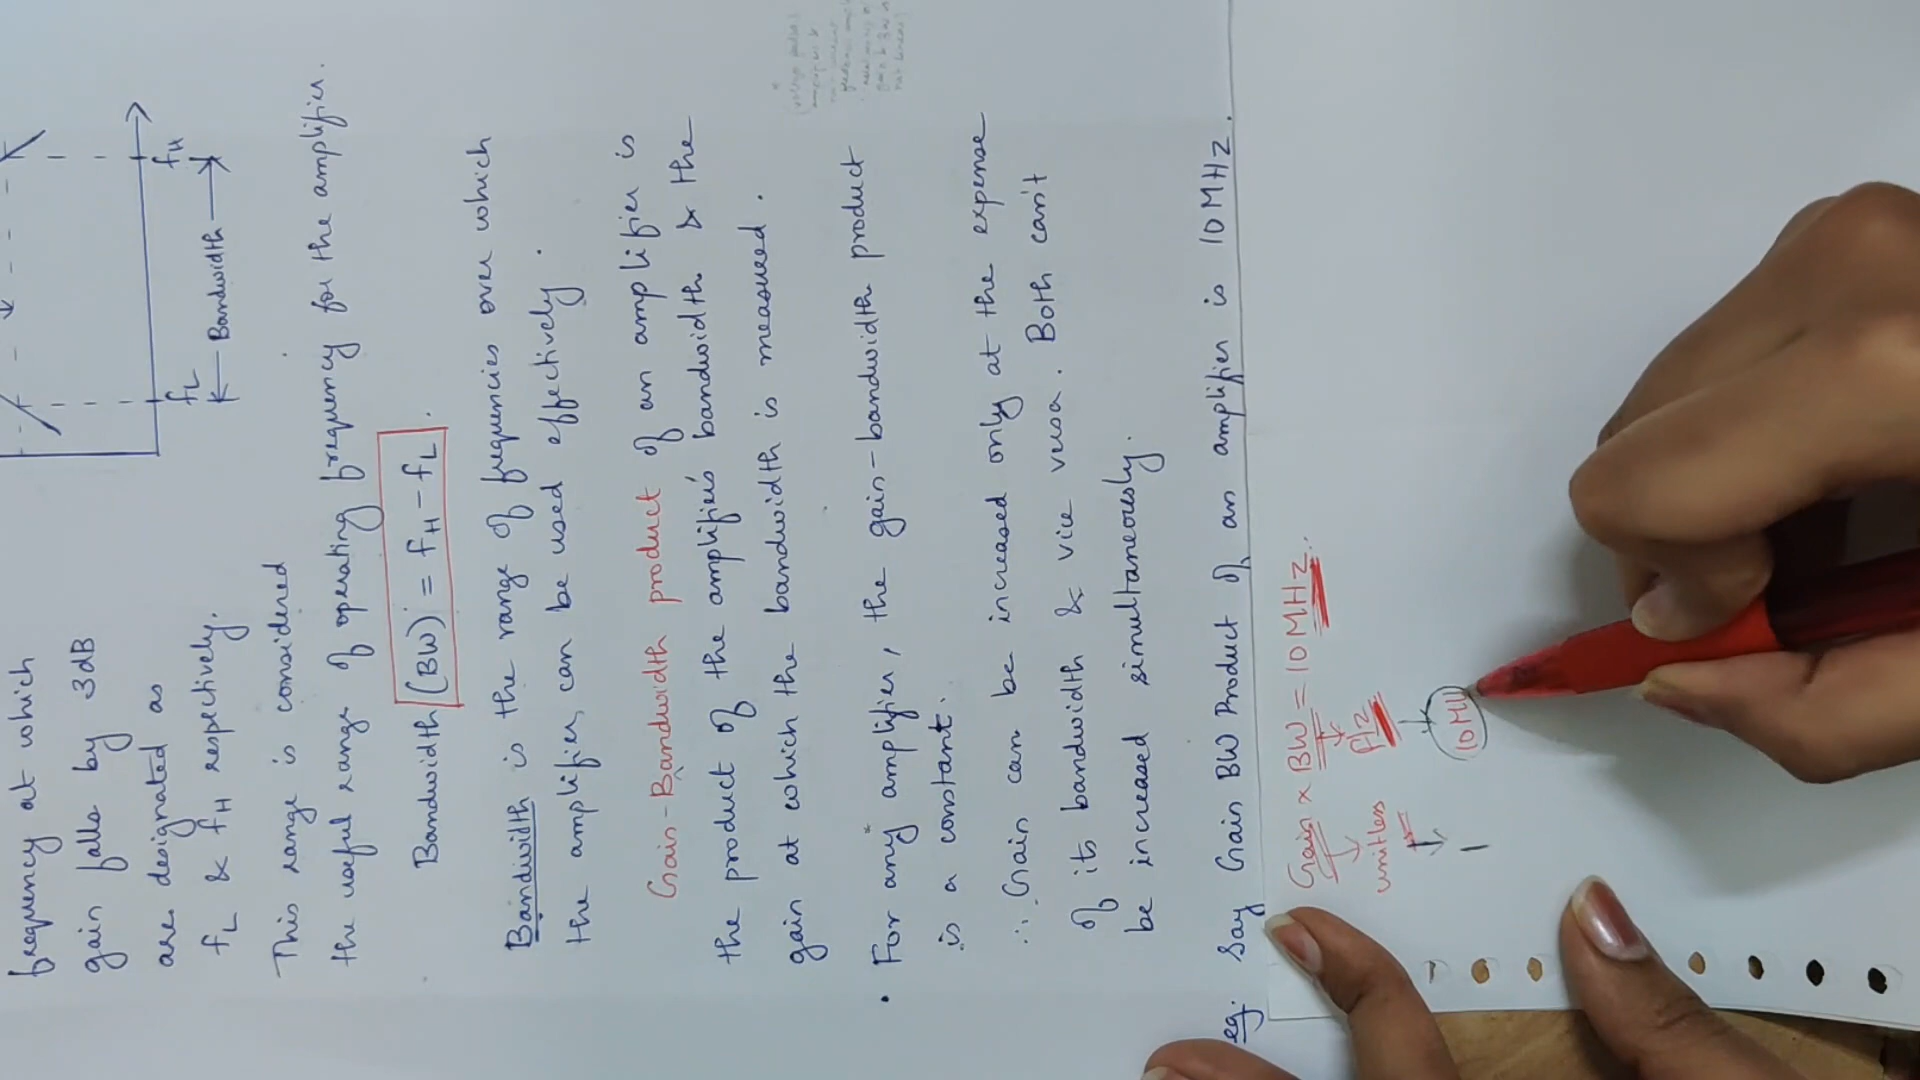 frequency at which
gain falls by 3dB
are designated as
fL & fH respectively.
fL
fH
Bandwidth
This range is considered
the useful range of operating frequency for the amplifier.
Bandwidth (BW) = fH - fL.
Bandwidth is the range of frequencies over which
the amplifier, can be used effectively.
Gain-Bandwidth product of an amplifier is
the product of the amplifier's bandwidth & the
gain at which the bandwidth is measured.
• For any amplifier, the gain-bandwidth product
is a constant.
∴ Gain can be increased only at the expense
of its bandwidth & vice versa. Both can't
be increased simultaneously.
eg. Say Gain BW Product of an amplifier is 10MHz.
Gain x BW = 10MHz.
unitless Hz
1 10M